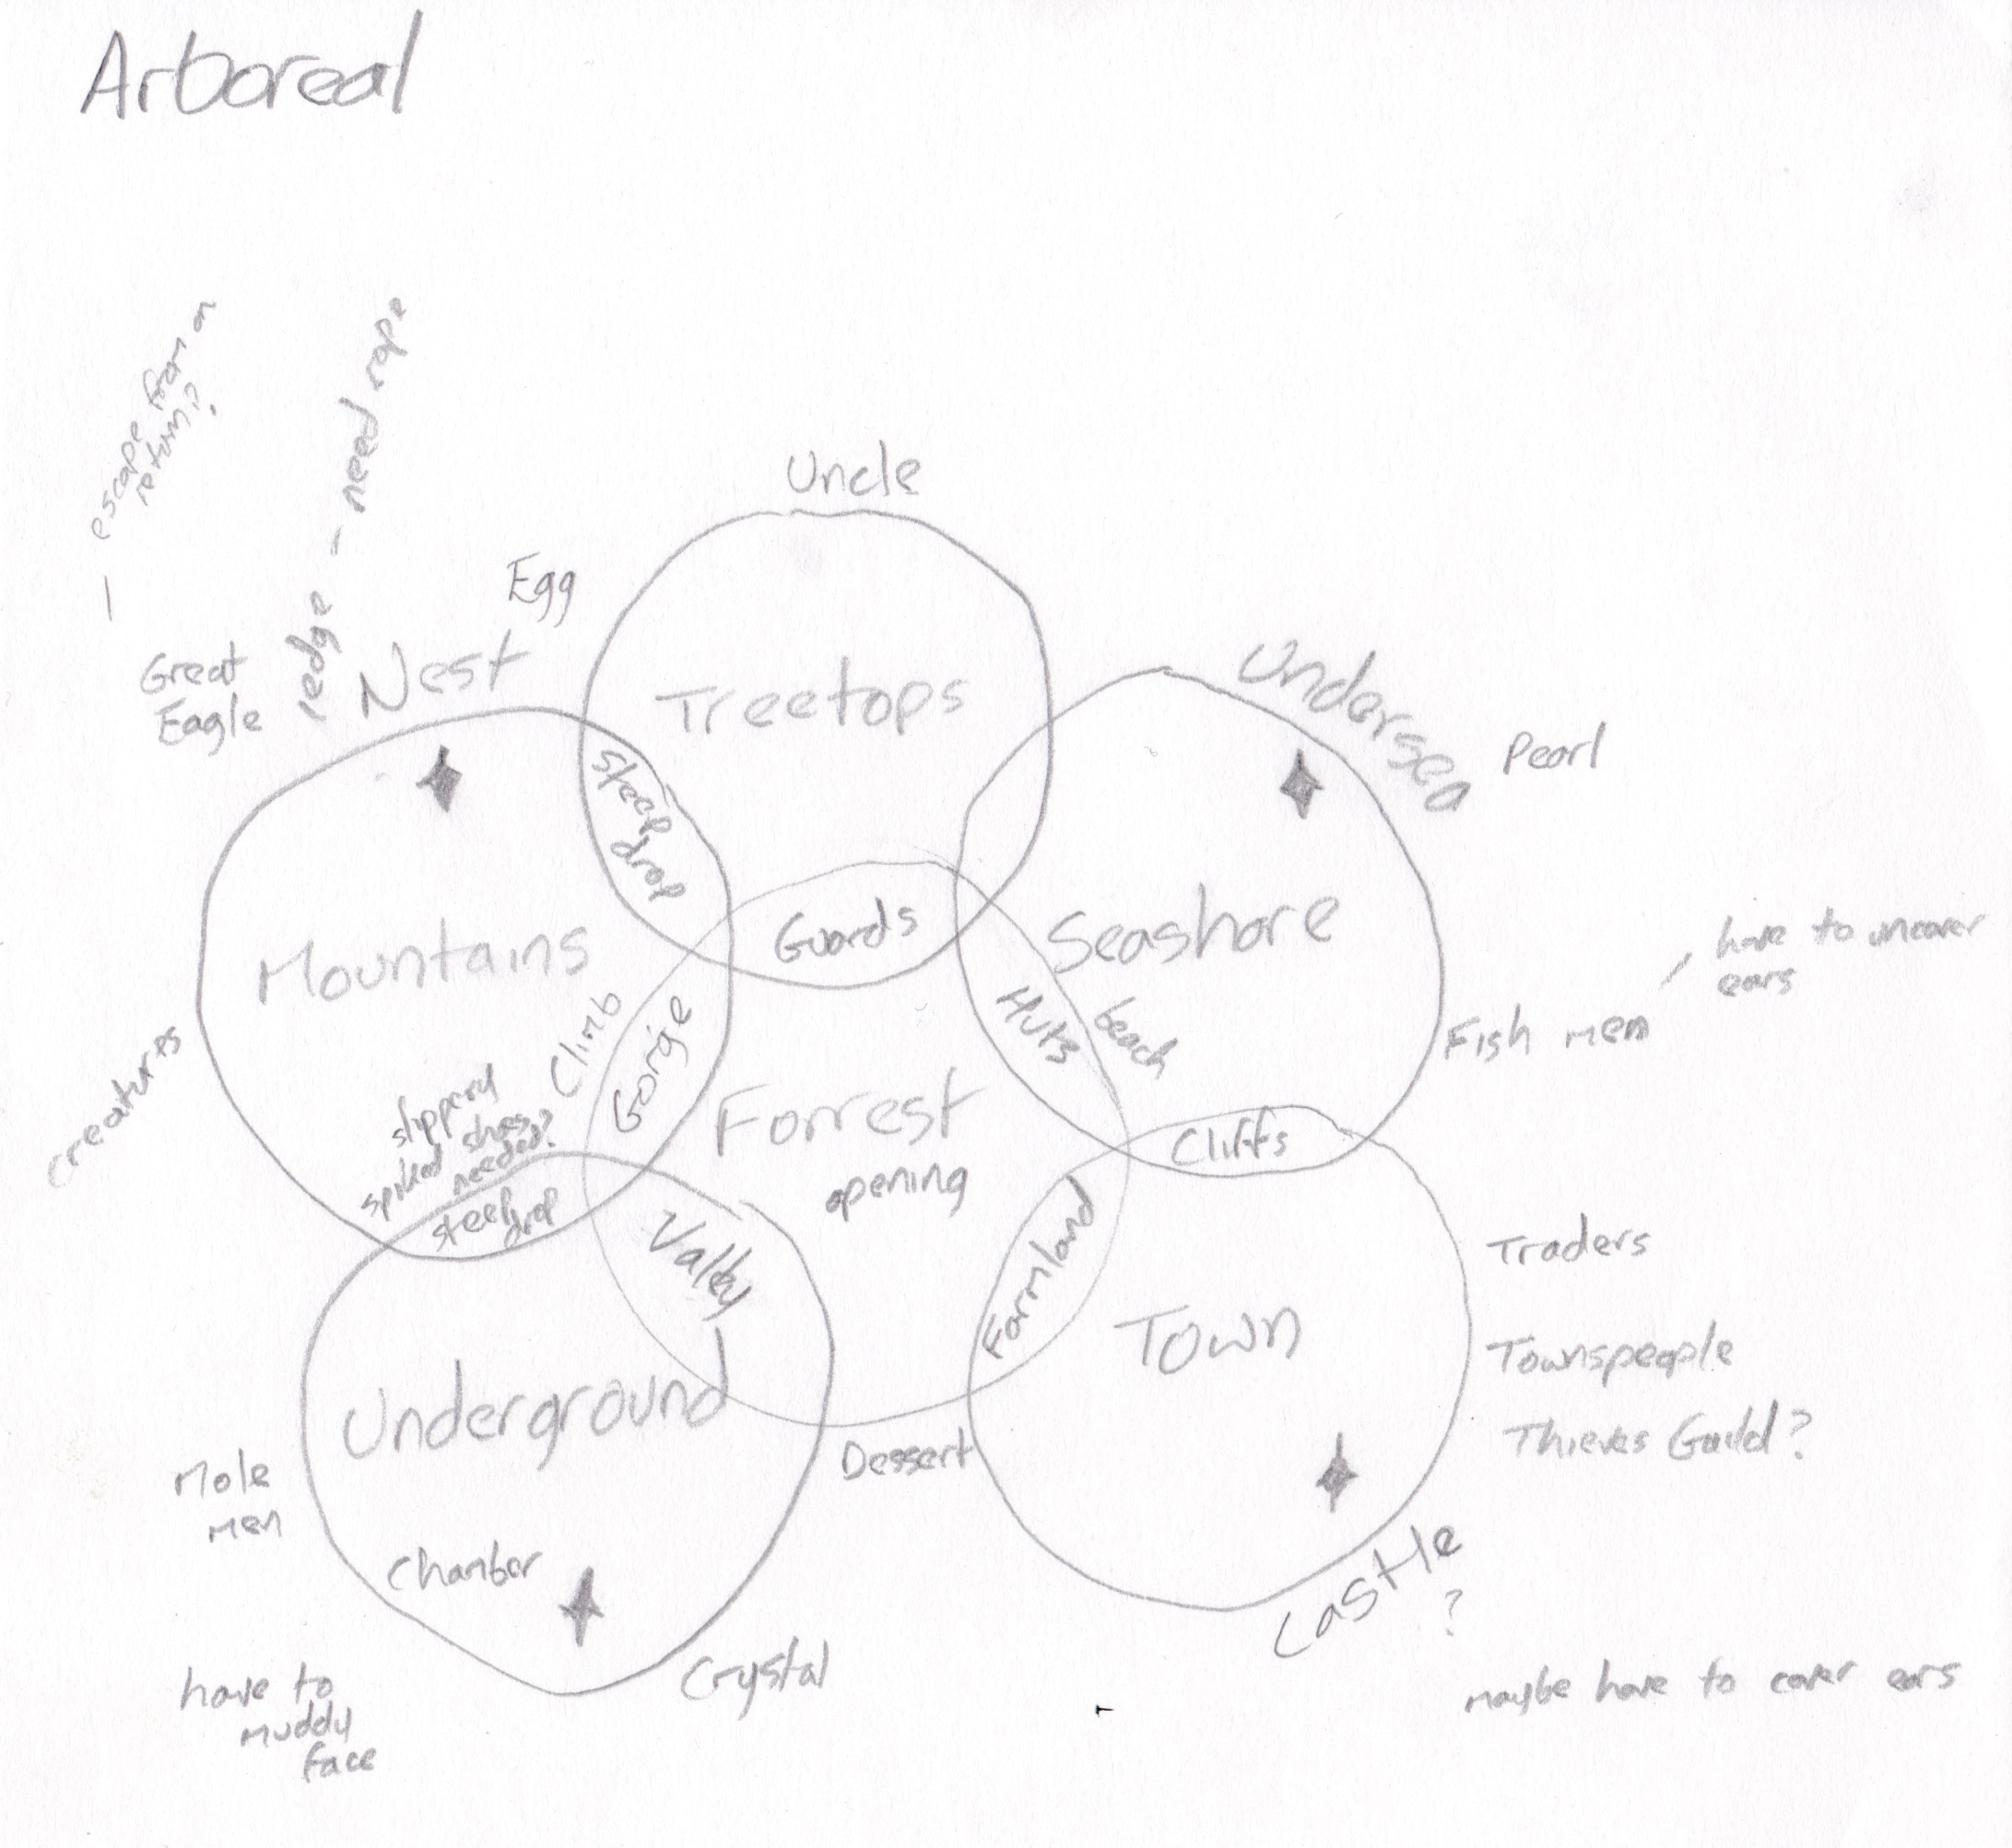 Arboreal
escape from on
return?
ledge - need rope
Uncle
Egg
Great
Eagle
Nest
Treetops
Undersea
Pearl
steep
drop
Guards
Mountains
Seashore
have to uncover
ears
Fish men
Huts
beach
Climb
Gorije
creatures
slippery
spiked shoes
needed?
steep
drop
Forrest
opening
Cliffs
Valley
Farmland
Town
Traders
Townspeople
Thieves Guild?
Underground
Dessert
Mole
men
Chamber
Castle
?
Crystal
have to
muddy
face
maybe have to cover ears